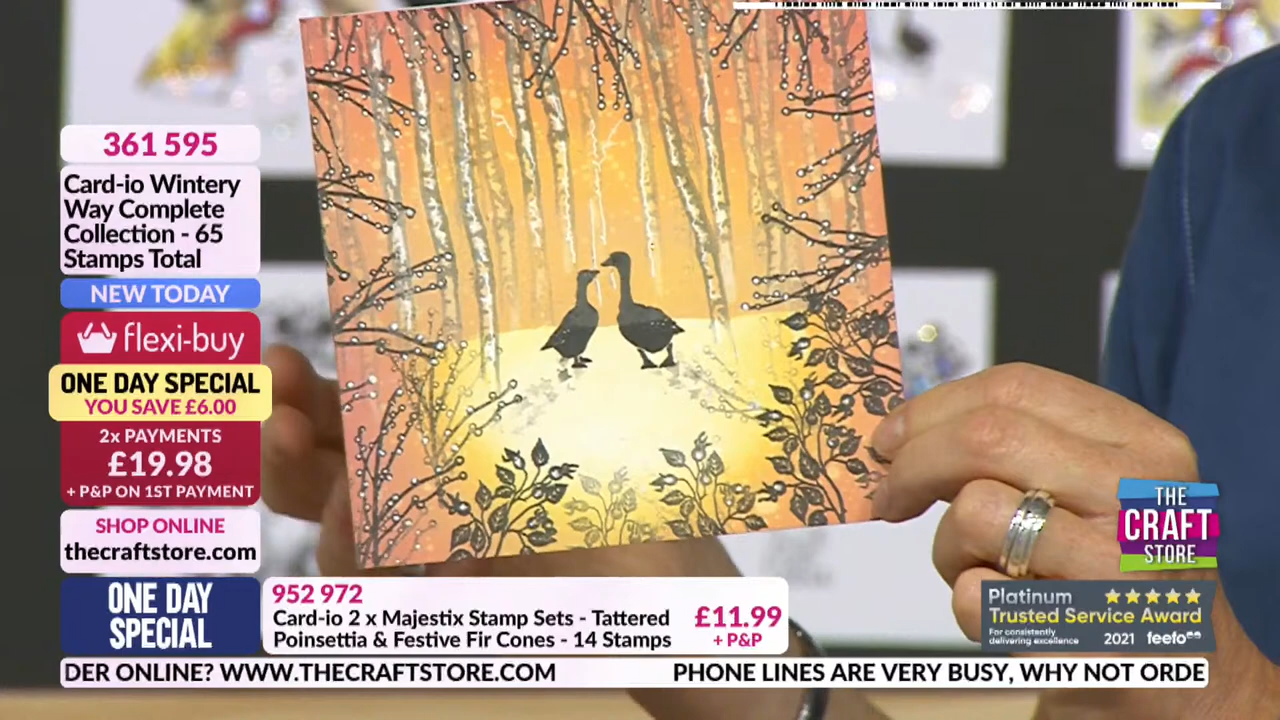 361 595
Card-io Wintery
Way Complete
Collection - 65
Stamps Total
NEW TODAY
flexi-buy
ONE DAY SPECIAL
YOU SAVE £6.00
2x PAYMENTS
£19.98
+ P&P ON 1ST PAYMENT
SHOP ONLINE
thecraftstore.com
ONE DAY
SPECIAL
952 972
Card-io 2 x Majestix Stamp Sets - Tattered
Poinsettia & Festive Fir Cones - 14 Stamps
£11.99
+ P&P
THE
CRAFT
STORE
Platinum
Trusted Service Award
For consistently
delivering excellence
2021 feefo
DER ONLINE? WWW.THECRAFTSTORE.COM PHONE LINES ARE VERY BUSY, WHY NOT ORDE